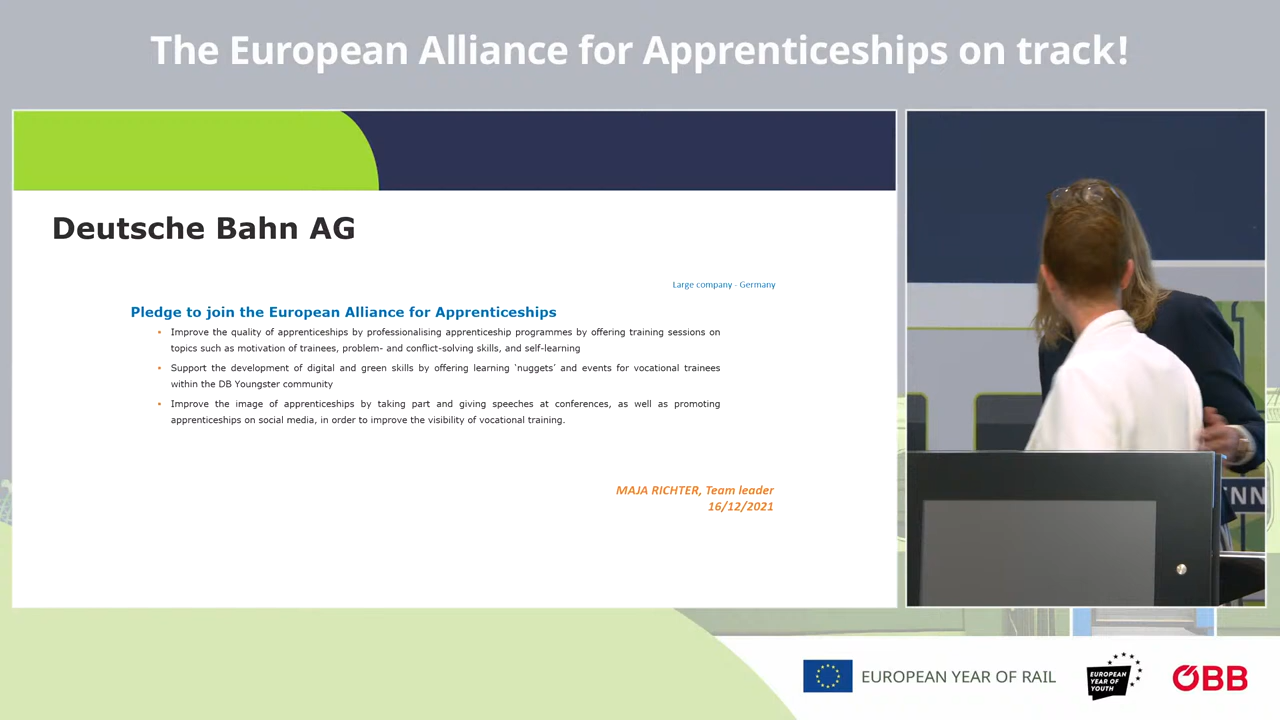 The European Alliance for Apprenticeships on track!
Deutsche Bahn AG
Large company - Germany
Pledge to join the European Alliance for Apprenticeships
• Improve the quality of apprenticeships by professionalising apprenticeship programmes by offering training sessions on
topics such as motivation of trainees, problem- and conflict-solving skills, and self-learning
• Support the development of digital and green skills by offering learning 'nuggets' and events for vocational trainees
within the DB Youngster community
• Improve the image of apprenticeships by taking part and giving speeches at conferences, as well as promoting
apprenticeships on social media, in order to improve the visibility of vocational training.
MAJA RICHTER, Team leader
16/12/2021
EUROPEAN YEAR OF RAIL
EUROPEAN
YEAR OF
YOUTH
ÖBB